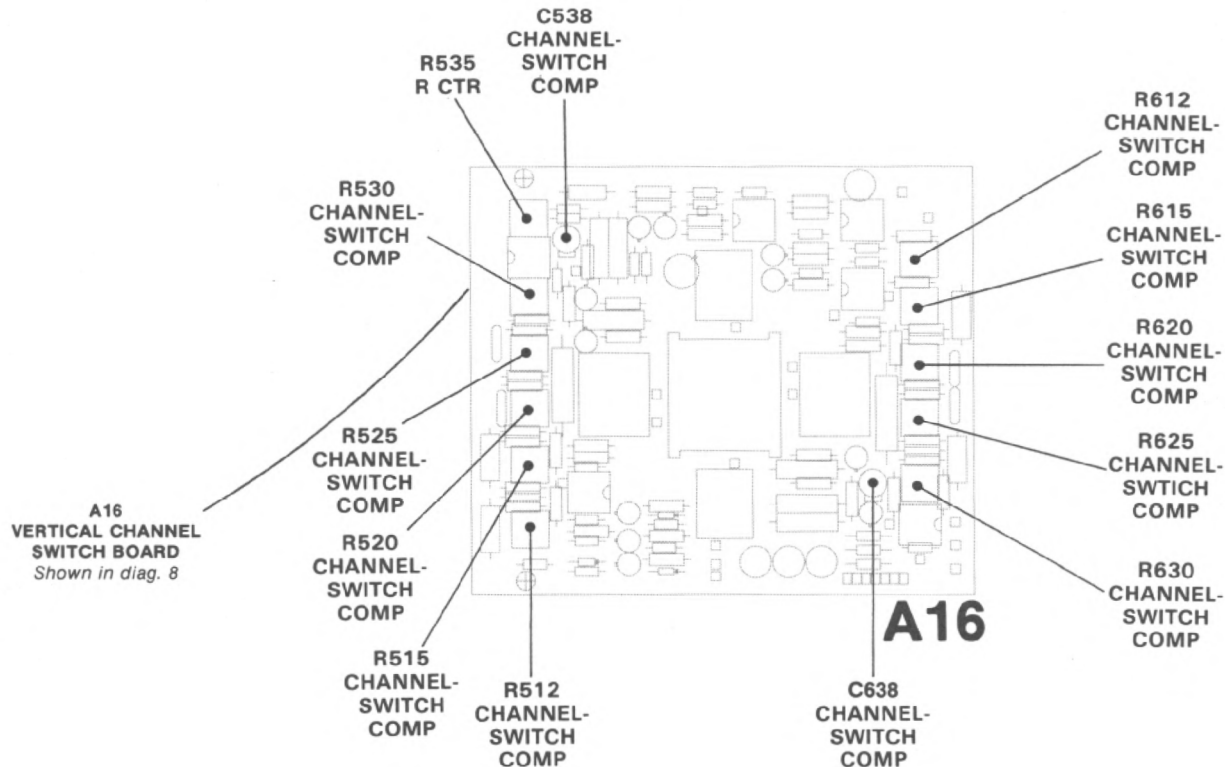 C538
CHANNEL-
SWITCH
COMP
R535
R CTR
R530
CHANNEL-
SWITCH
COMP
R612
CHANNEL-
SWITCH
COMP
R615
CHANNEL-
SWITCH
COMP
R620
CHANNEL-
SWITCH
COMP
R525
CHANNEL-
SWITCH
COMP
R625
CHANNEL-
SWTICH
COMP
A16
VERTICAL CHANNEL
SWITCH BOARD
Shown in diag. 8
R520
CHANNEL-
SWITCH
COMP
R630
CHANNEL-
SWITCH
COMP
A16
R515
CHANNEL-
SWITCH
COMP
R512
CHANNEL-
SWITCH
COMP
C638
CHANNEL-
SWITCH
COMP